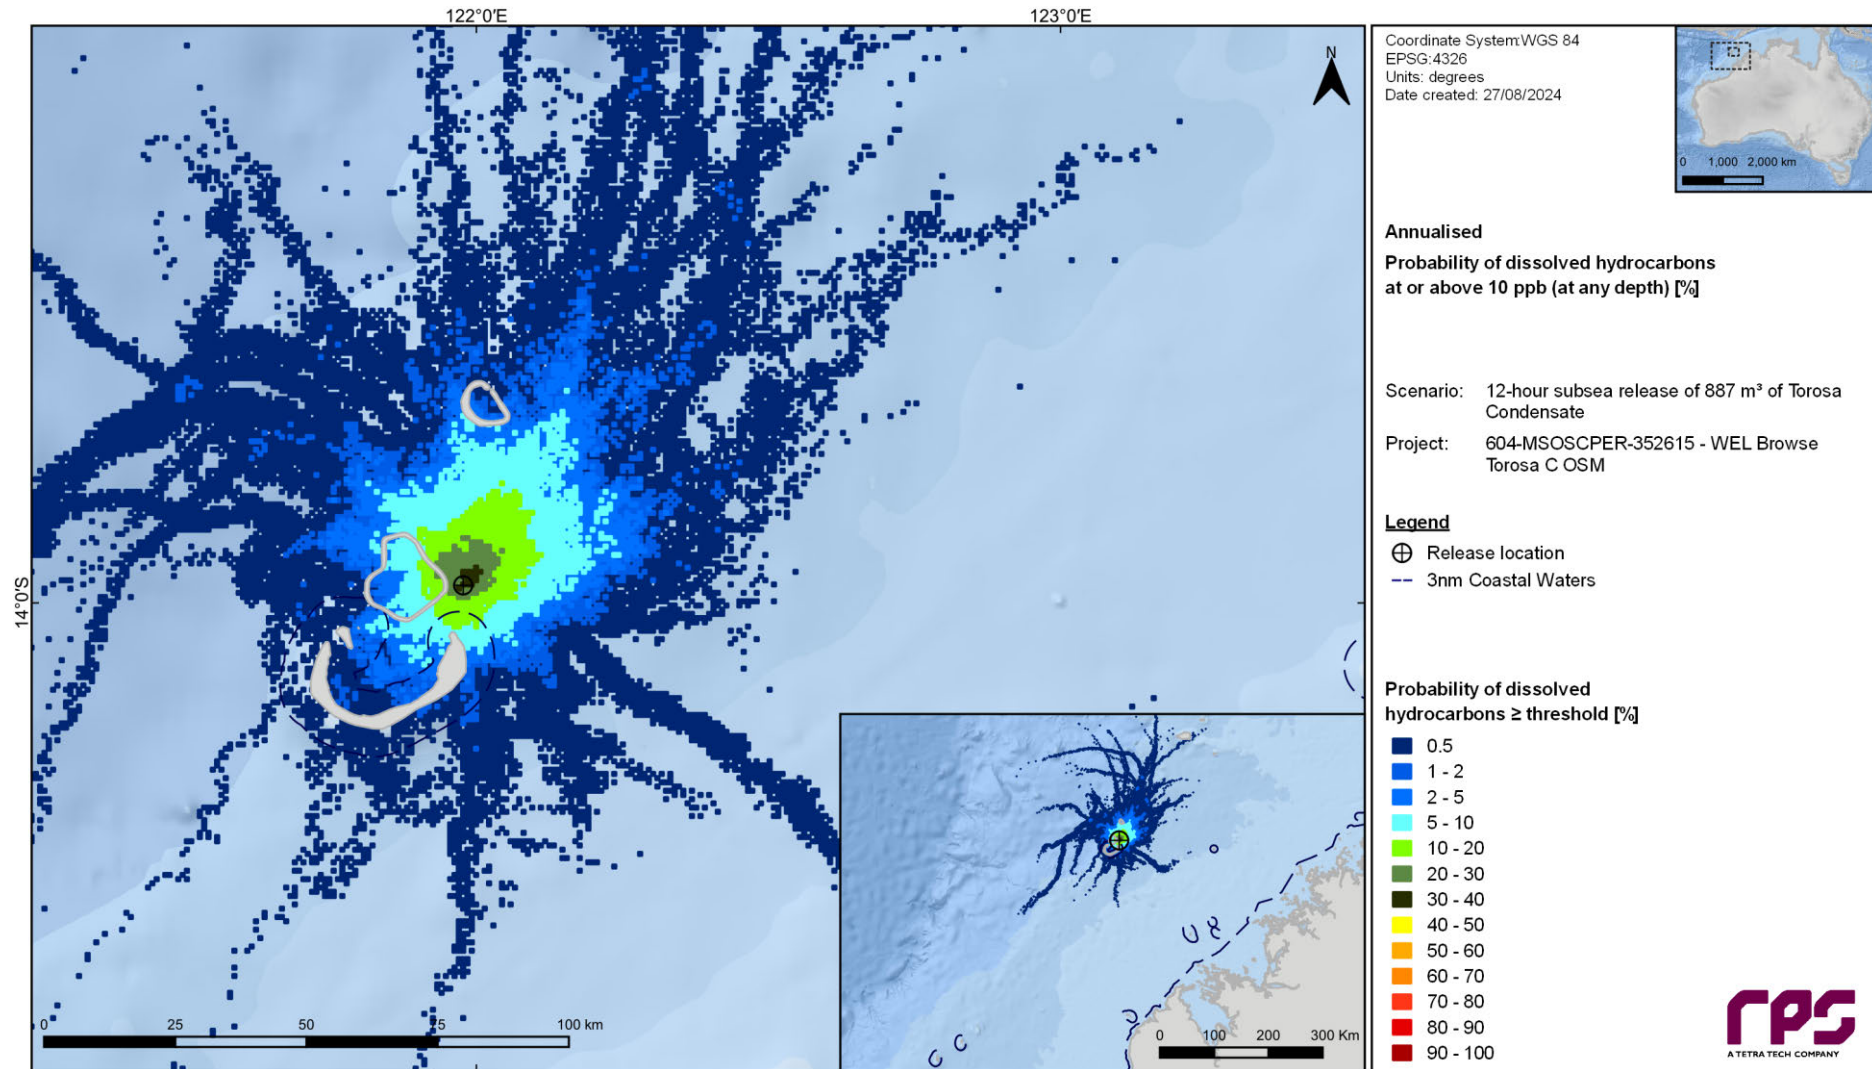 122°0'E
123°0'E
14°0'S
N
0 25 50 75 100 km
0 100 200 300 Km
Coordinate System:WGS 84
EPSG:4326
Units: degrees
Date created: 27/08/2024
0 1,000 2,000 km
Annualised
Probability of dissolved hydrocarbons
at or above 10 ppb (at any depth) [%]
Scenario: 12-hour subsea release of 887 m³ of Torosa
Condensate
Project: 604-MSOSCPER-352615 - WEL Browse
Torosa C OSM
Legend
Release location
3nm Coastal Waters
Probability of dissolved
hydrocarbons ≥ threshold [%]
0.5
1 - 2
2 - 5
5 - 10
10 - 20
20 - 30
30 - 40
40 - 50
50 - 60
60 - 70
70 - 80
80 - 90
90 - 100
rps
A TETRA TECH COMPANY